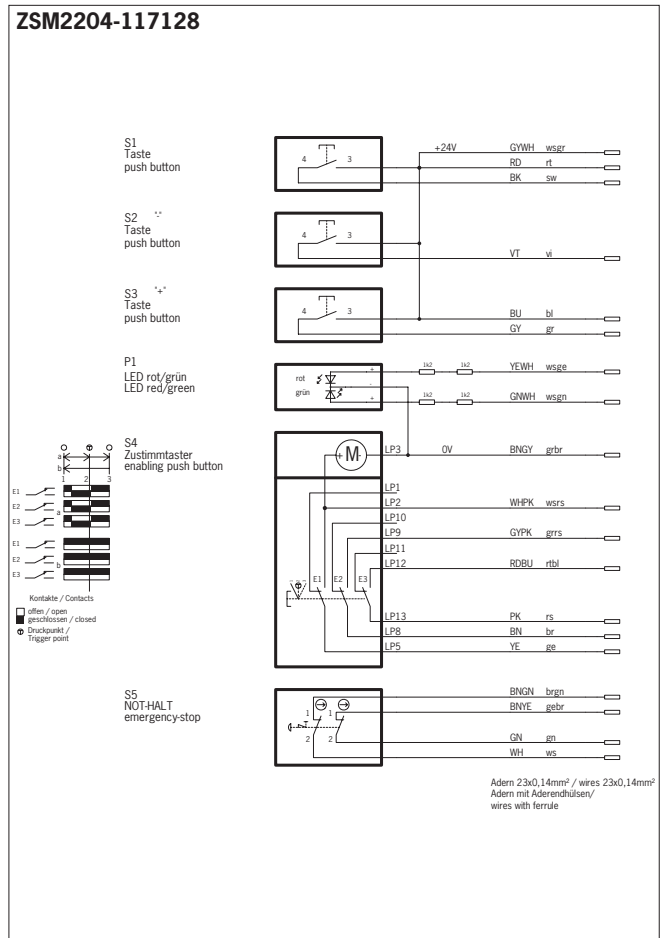 ZSM2204-117128
S1
Taste
push button
4 3
+24V GYWH wsgr
RD rt
BK sw
S2 "-"
Taste
push button
4 3
VT vi
S3 "+"
Taste
push button
4 3
BU bl
GY gr
P1
LED rot/grün
LED red/green
rot
grün
+
-
+
1k2 1k2 YEWH wsge
1k2 1k2 GNWH wsgn
S4
Zustimmtaster
enabling push button
+ M -
LP3 0V BNGY grbr
LP1
LP2 WHPK wsrs
LP10
LP9 GYPK grrs
LP11
LP12 RDBU rtbl
E1 E2 E3
LP13 PK rs
LP8 BN br
LP5 YE ge
a
b
1 2 3
E1
E2
E3
a
E1
E2
E3
b
Kontakte / Contacts
offen / open
geschlossen / closed
Druckpunkt /
Trigger point
S5
NOT-HALT
emergency-stop
1 1
2 2
BNGN brgn
BNYE gebr
GN gn
WH ws
Adern 23x0,14mm² / wires 23x0,14mm²
Adern mit Aderendhülsen/
wires with ferrule